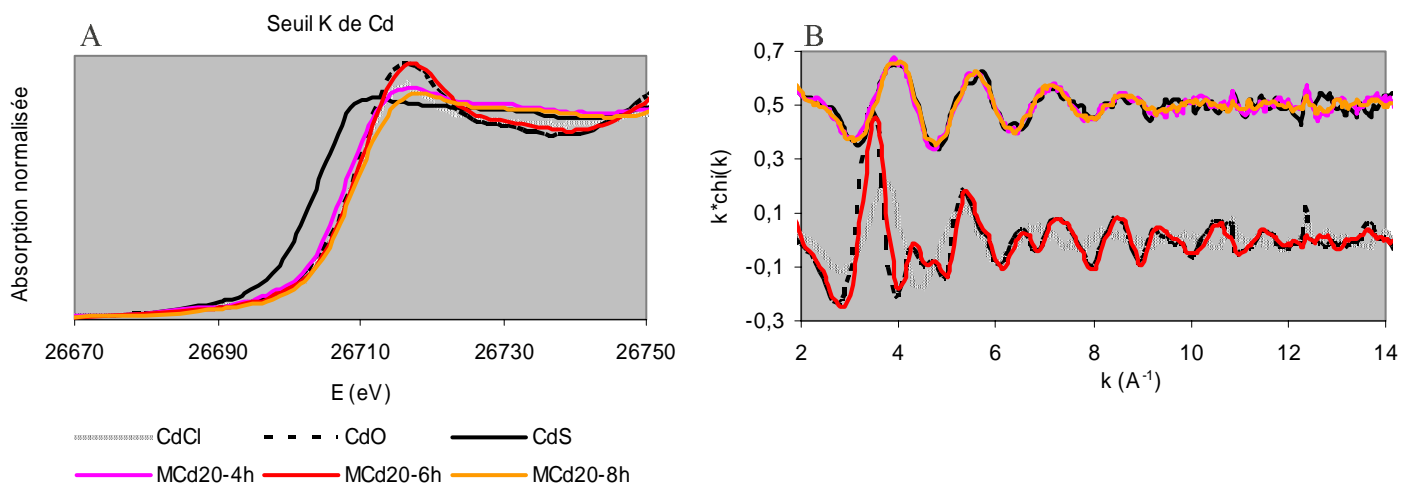 A
Seuil K de Cd
Absorption normalisée
26670 26690 26710 26730 26750
E (eV)
CdCl CdO CdS
MCd20-4h MCd20-6h MCd20-8h
B
0,7
0,5
0,3
0,1
-0,1
-0,3
k*chi(k)
2 4 6 8 10 12 14
k (A⁻¹)